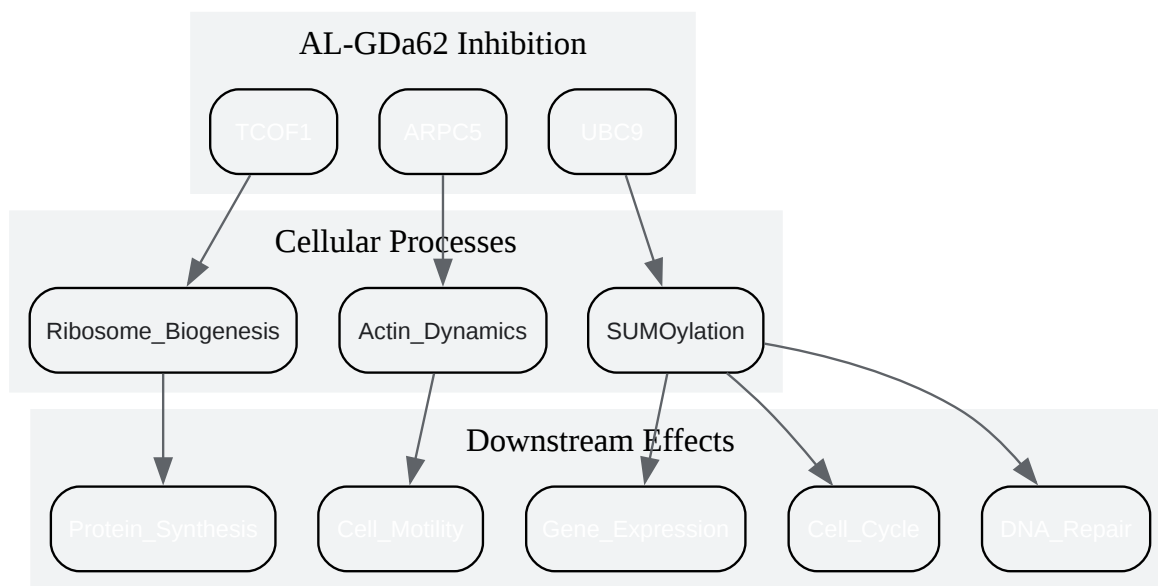 AL-GDa62 Inhibition
TCOF1 ARPC5 UBC9
Cellular Processes
Ribosome_Biogenesis Actin_Dynamics SUMOylation
Downstream Effects
Protein_Synthesis Cell_Motility Gene_Expression Cell_Cycle DNA_Repair